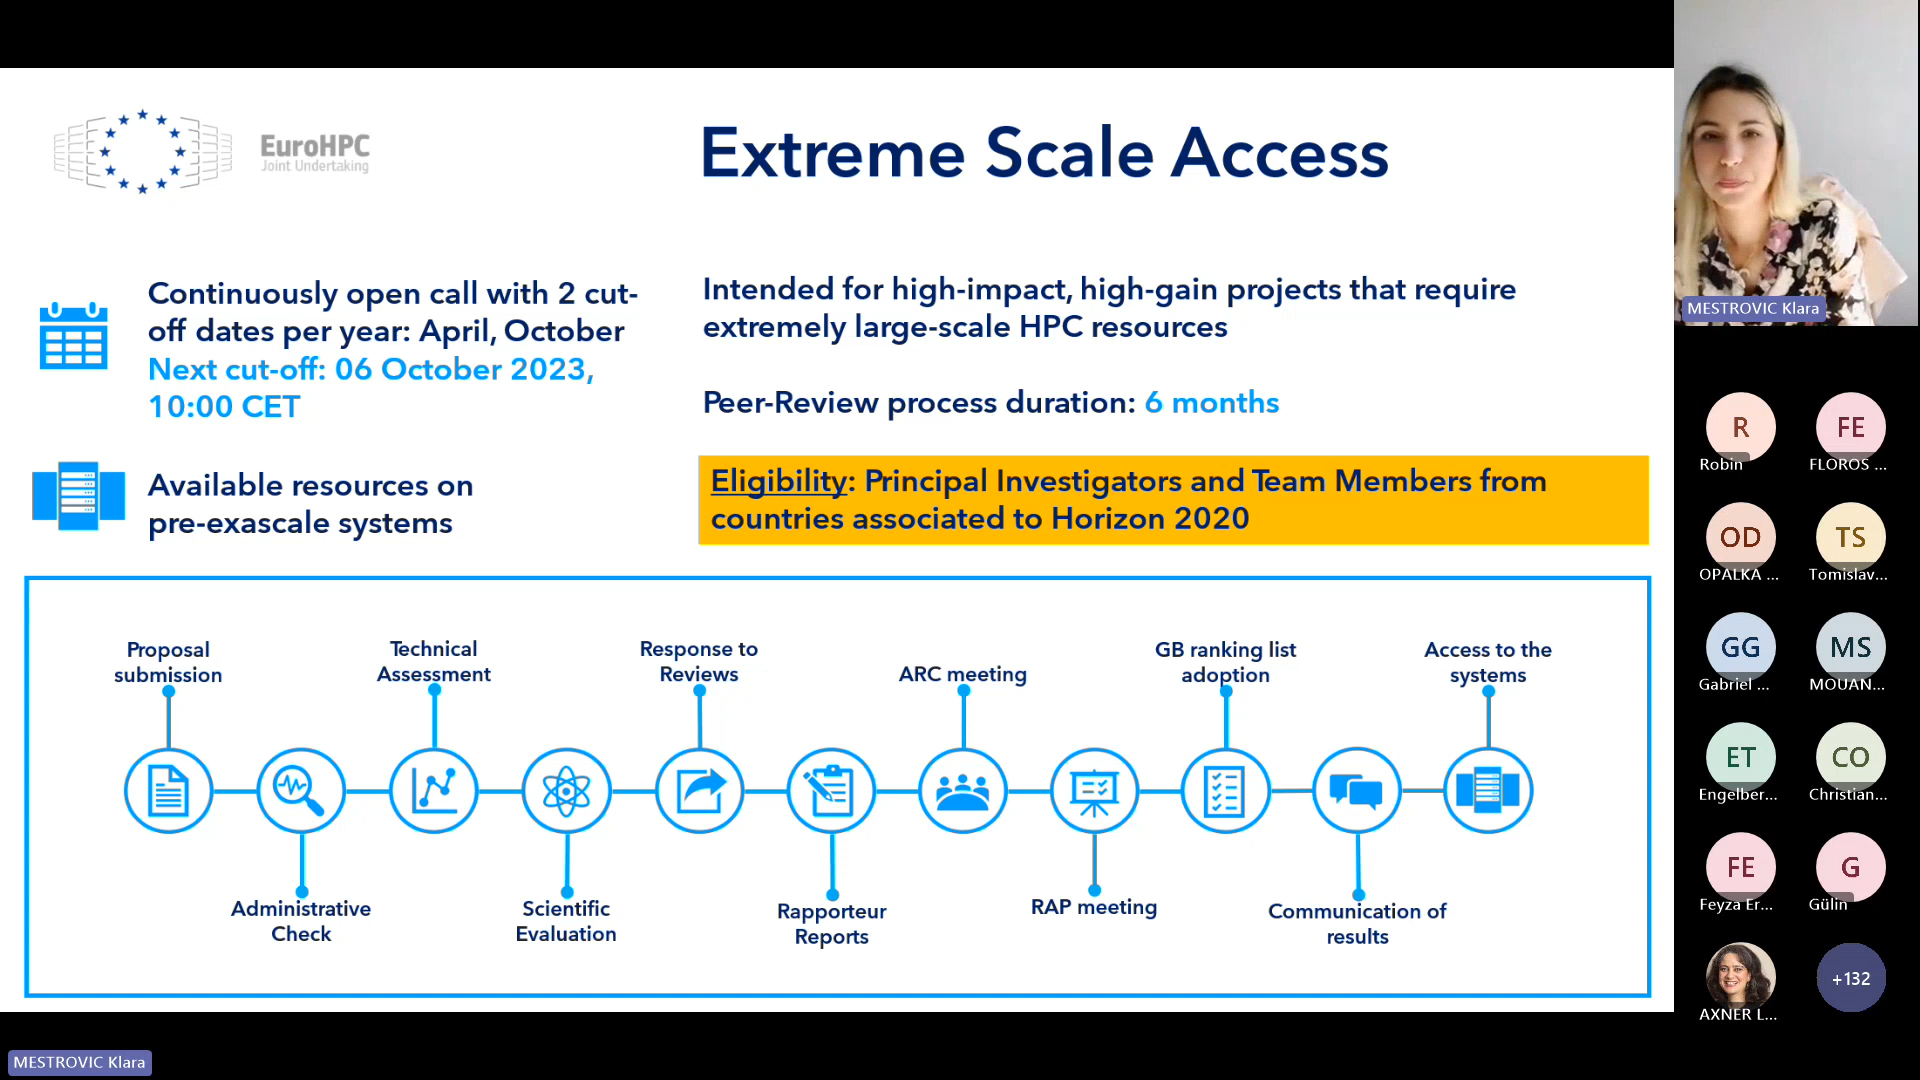 EuroHPC
Joint Undertaking
Extreme Scale Access
Continuously open call with 2 cut-
off dates per year: April, October
Next cut-off: 06 October 2023,
10:00 CET
Available resources on
pre-exascale systems
Intended for high-impact, high-gain projects that require
extremely large-scale HPC resources
Peer-Review process duration: 6 months
Eligibility: Principal Investigators and Team Members from
countries associated to Horizon 2020
Proposal
submission
Administrative
Check
Technical
Assessment
Scientific
Evaluation
Response to
Reviews
Rapporteur
Reports
ARC meeting
RAP meeting
GB ranking list
adoption
Communication of
results
Access to the
systems
MESTROVIC Klara
R
Robin
FE
FLOROS ...
OD
OPALKA ...
TS
Tomislav...
GG
Gabriel ...
MS
MOUAN...
ET
Engelber...
CO
Christian...
FE
Feyza Er...
G
Gülin
AXNER L...
+132
MESTROVIC Klara